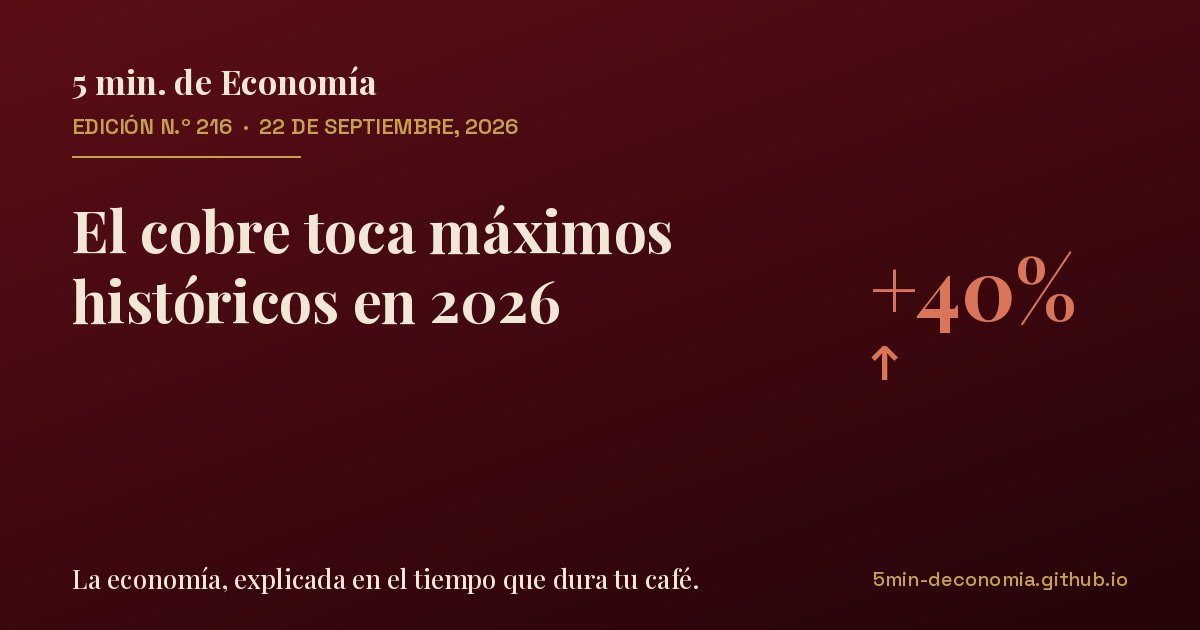 5 min. de Economía
EDICIÓN N.º 216 · 22 DE SEPTIEMBRE, 2026
El cobre toca máximos
históricos en 2026
+40%
↑
La economía, explicada en el tiempo que dura tu café.
5min-deconomia.github.io